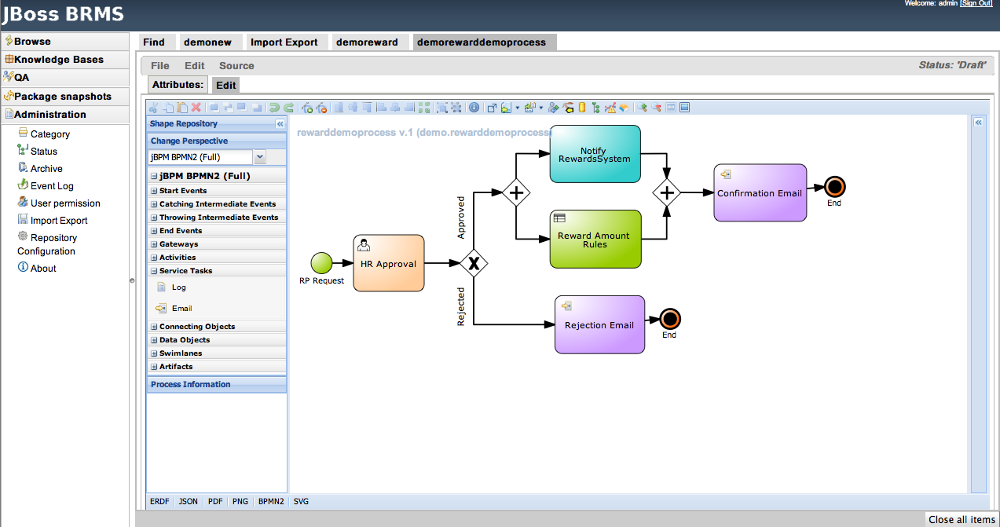 Welcome: admin [Sign Out]
JBoss BRMS
Browse
Knowledge Bases
QA
Package snapshots
Administration
Category
Status
Archive
Event Log
User permission
Import Export
Repository
Configuration
About
Find demonew Import Export demoreward demorewarddemoprocess
File Edit Source
Status: 'Draft'
Attributes: Edit
Shape Repository
Change Perspective
jBPM BPMN2 (Full)
jBPM BPMN2 (Full)
Start Events
Catching Intermediate Events
Throwing Intermediate Events
End Events
Gateways
Activities
Service Tasks
Log
Email
Connecting Objects
Data Objects
Swimlanes
Artifacts
Process Information
rewarddemoprocess v.1 (demo.rewarddemoprocess)
RP Request
HR Approval
X
Approved
Rejected
Notify
RewardsSystem
Reward Amount
Rules
Confirmation Email
End
Rejection Email
End
ERDF JSON PDF PNG BPMN2 SVG
Close all items